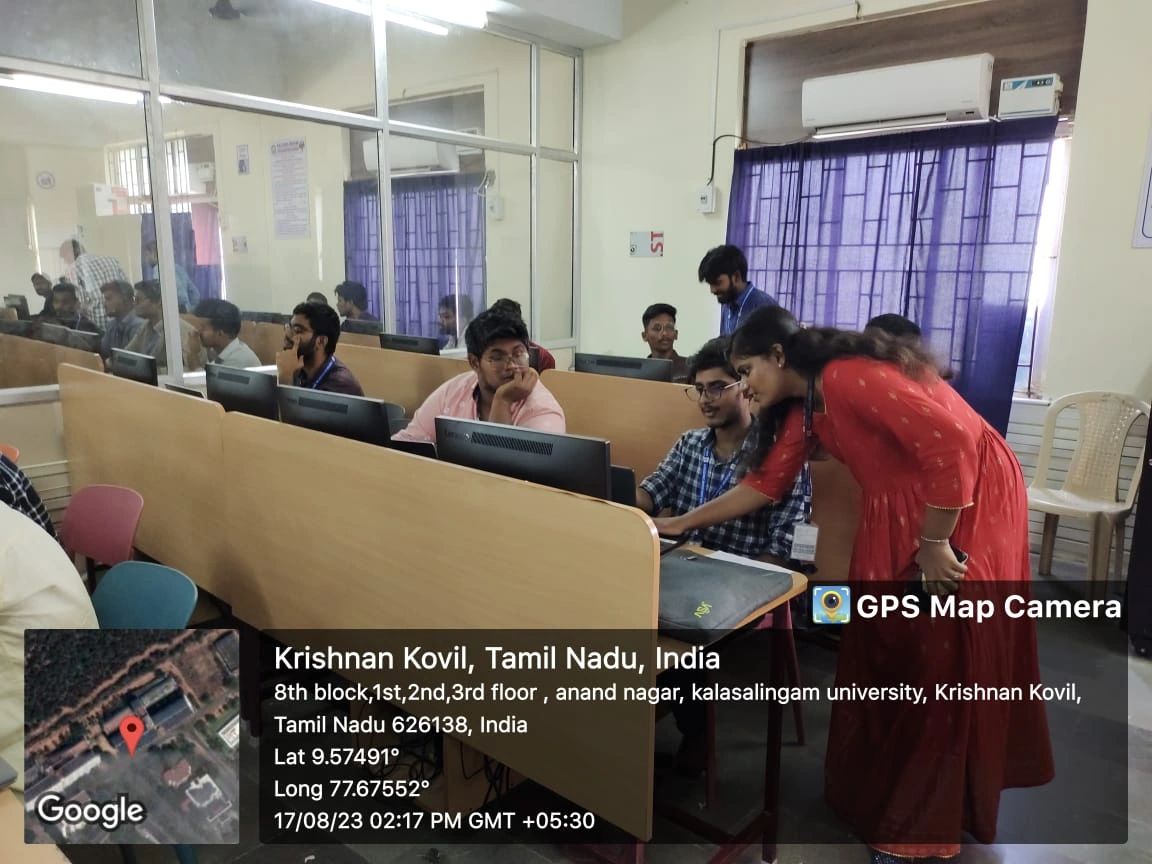 ST
GPS Map Camera
Krishnan Kovil, Tamil Nadu, India
8th block,1st,2nd,3rd floor , anand nagar, kalasalingam university, Krishnan Kovil,
Tamil Nadu 626138, India
Lat 9.57491°
Long 77.67552°
17/08/23 02:17 PM GMT +05:30
Google